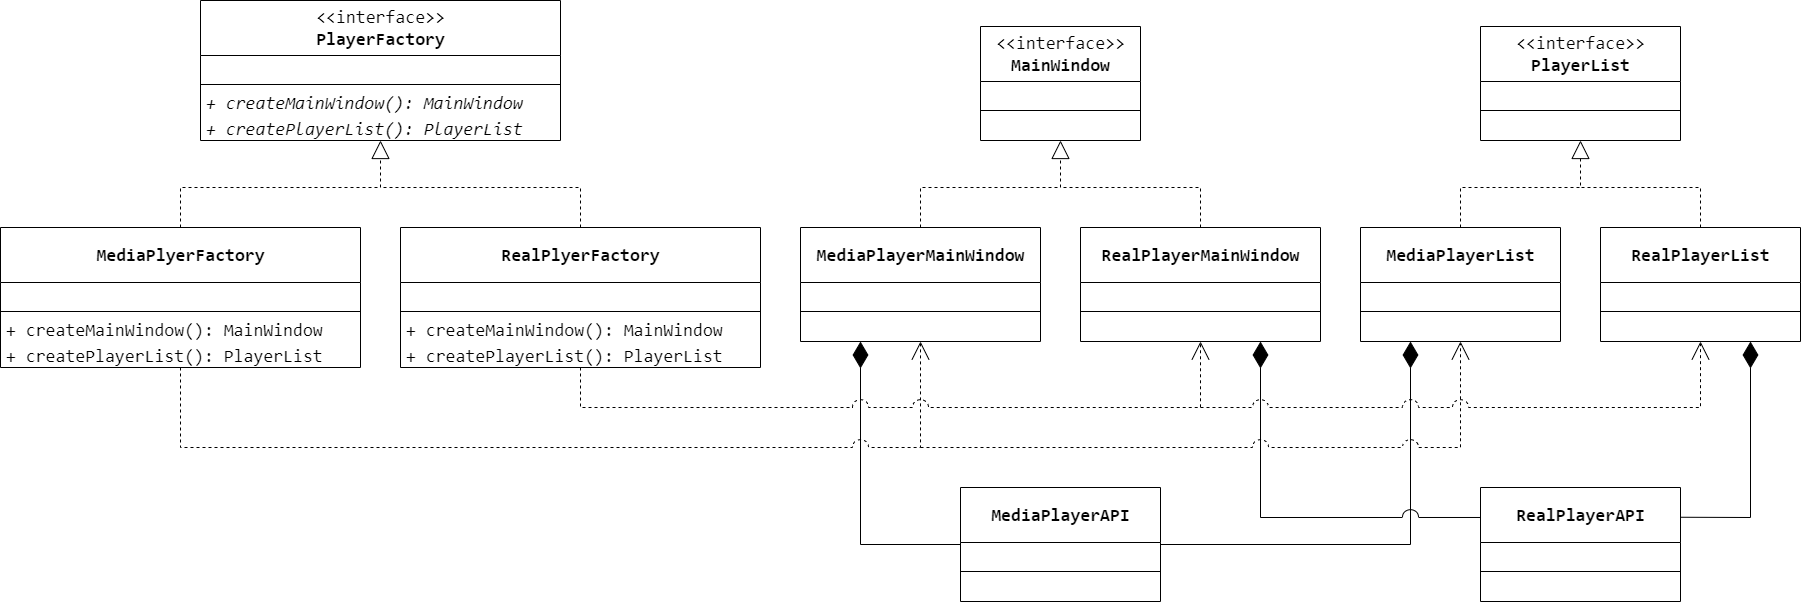 <<interface>>
PlayerFactory
+ createMainWindow(): MainWindow
+ createPlayerList(): PlayerList
<<interface>>
MainWindow
<<interface>>
PlayerList
MediaPlyerFactory
+ createMainWindow(): MainWindow
+ createPlayerList(): PlayerList
RealPlyerFactory
+ createMainWindow(): MainWindow
+ createPlayerList(): PlayerList
MediaPlayerMainWindow
RealPlayerMainWindow
MediaPlayerList
RealPlayerList
MediaPlayerAPI
RealPlayerAPI